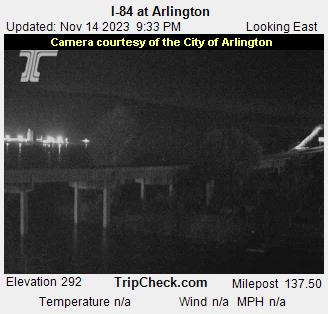 I-84 at Arlington
Updated: Nov 14 2023 9:33 PM Looking East
Camera courtesy of the City of Arlington
Elevation 292 TripCheck.com Milepost 137.50
Temperature n/a Wind n/a MPH n/a